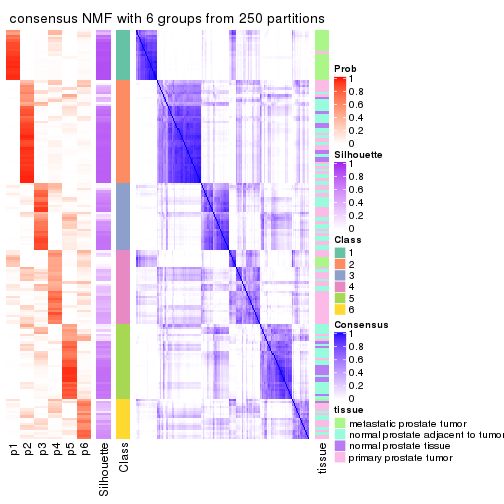 consensus NMF with 6 groups from 250 partitions
Prob
1
0.8
0.6
0.4
0.2
0
Silhouette
1
0.8
0.6
0.4
0.2
0
Class
1
2
3
4
5
6
Consensus
1
0.8
0.6
0.4
0.2
0
tissue
metastatic prostate tumor
normal prostate adjacent to tumor
normal prostate tissue
primary prostate tumor
p1
p2
p3
p4
p5
p6
Silhouette
Class
tissue